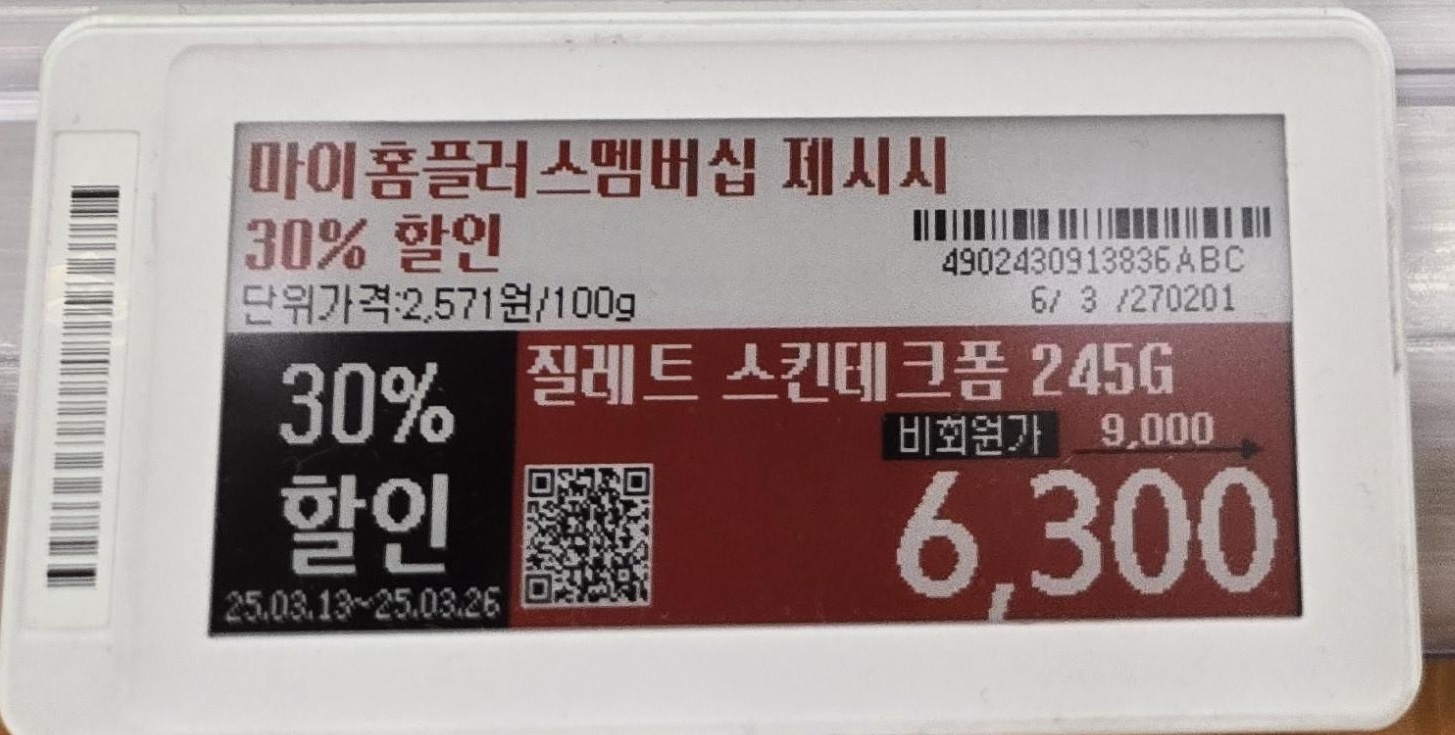 마이홈플러스멤버십 제시시
30% 할인
4902430913836ABC
단위가격:2,571원/100g
6/ 3 /270201
30%
할인
25.03.13~25.03.26
질레트 스킨테크폼 245G
비회원가 9,000
6,300